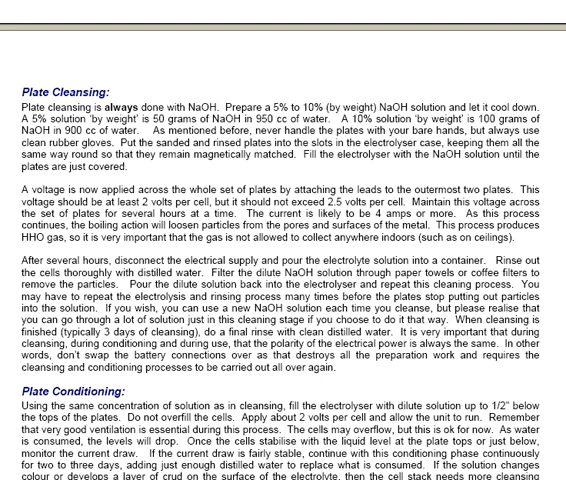 Plate Cleansing:
Plate cleansing is always done with NaOH. Prepare a 5% to 10% (by weight) NaOH solution and let it cool down.
A 5% solution 'by weight' is 50 grams of NaOH in 950 cc of water. A 10% solution 'by weight' is 100 grams of
NaOH in 900 cc of water. As mentioned before, never handle the plates with your bare hands, but always use
clean rubber gloves. Put the sanded and rinsed plates into the slots in the electrolyser case, keeping them all the
same way round so that they remain magnetically matched. Fill the electrolyser with the NaOH solution until the
plates are just covered.
A voltage is now applied across the whole set of plates by attaching the leads to the outermost two plates. This
voltage should be at least 2 volts per cell, but it should not exceed 2.5 volts per cell. Maintain this voltage across
the set of plates for several hours at a time. The current is likely to be 4 amps or more. As this process
continues, the boiling action will loosen particles from the pores and surfaces of the metal. This process produces
HHO gas, so it is very important that the gas is not allowed to collect anywhere indoors (such as on ceilings).
After several hours, disconnect the electrical supply and pour the electrolyte solution into a container. Rinse out
the cells thoroughly with distilled water. Filter the dilute NaOH solution through paper towels or coffee filters to
remove the particles. Pour the dilute solution back into the electrolyser and repeat this cleaning process. You
may have to repeat the electrolysis and rinsing process many times before the plates stop putting out particles
into the solution. If you wish, you can use a new NaOH solution each time you cleanse, but please realise that
you can go through a lot of solution just in this cleaning stage if you choose to do it that way. When cleansing is
finished (typically 3 days of cleansing), do a final rinse with clean distilled water. It is very important that during
cleansing, during conditioning and during use, that the polarity of the electrical power is always the same. In other
words, don't swap the battery connections over as that destroys all the preparation work and requires the
cleansing and conditioning processes to be carried out all over again.
Plate Conditioning:
Using the same concentration of solution as in cleansing, fill the electrolyser with dilute solution up to 1/2" below
the tops of the plates. Do not overfill the cells. Apply about 2 volts per cell and allow the unit to run. Remember
that very good ventilation is essential during this process. The cells may overflow, but this is ok for now. As water
is consumed, the levels will drop. Once the cells stabilise with the liquid level at the plate tops or just below,
monitor the current draw. If the current draw is fairly stable, continue with this conditioning phase continuously
for two to three days, adding just enough distilled water to replace what is consumed. If the solution changes
colour or develops a layer of crud on the surface of the electrolyte, then the cell stack needs more cleansing